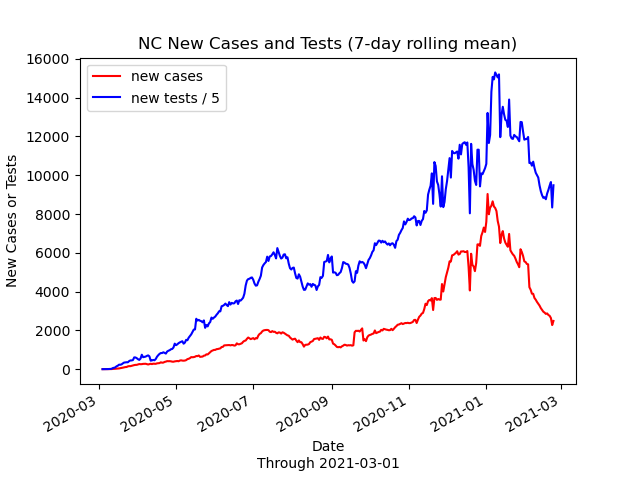 NC New Cases and Tests (7-day rolling mean)
new cases
new tests / 5
New Cases or Tests
16000
14000
12000
10000
8000
6000
4000
2000
0
2020-03
2020-05
2020-07
2020-09
2020-11
2021-01
2021-03
Date
Through 2021-03-01